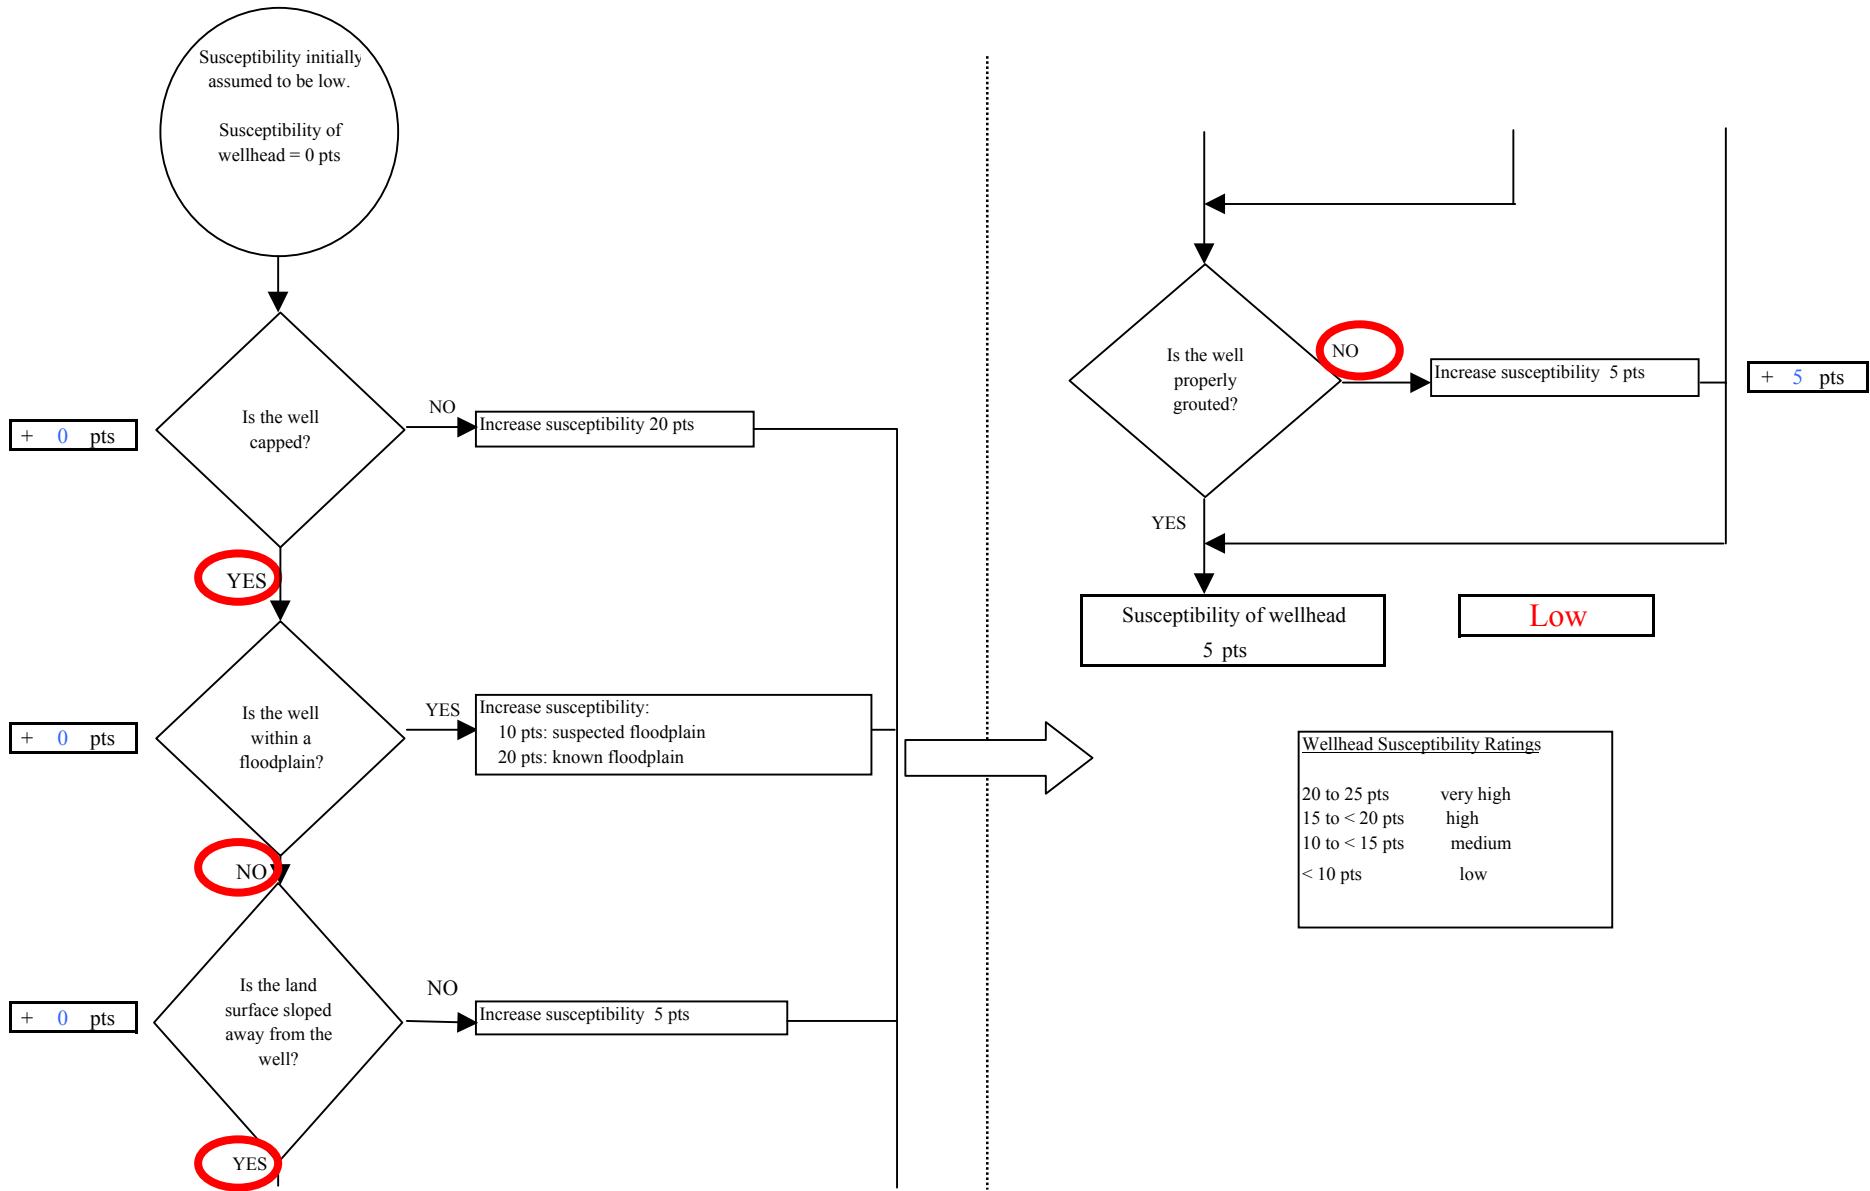 Susceptibility initially
assumed to be low.
Susceptibility of
wellhead = 0 pts
Is the well
capped?
NO
Increase susceptibility 20 pts
+ 0 pts
YES
Is the well
within a
floodplain?
YES
Increase susceptibility:
10 pts: suspected floodplain
20 pts: known floodplain
+ 0 pts
NO
Is the land
surface sloped
away from the
well?
NO
Increase susceptibility 5 pts
+ 0 pts
YES
Is the well
properly
grouted?
NO
Increase susceptibility 5 pts
+ 5 pts
YES
Susceptibility of wellhead
5 pts
Low
Wellhead Susceptibility Ratings
20 to 25 pts very high
15 to < 20 pts high
10 to < 15 pts medium
< 10 pts low